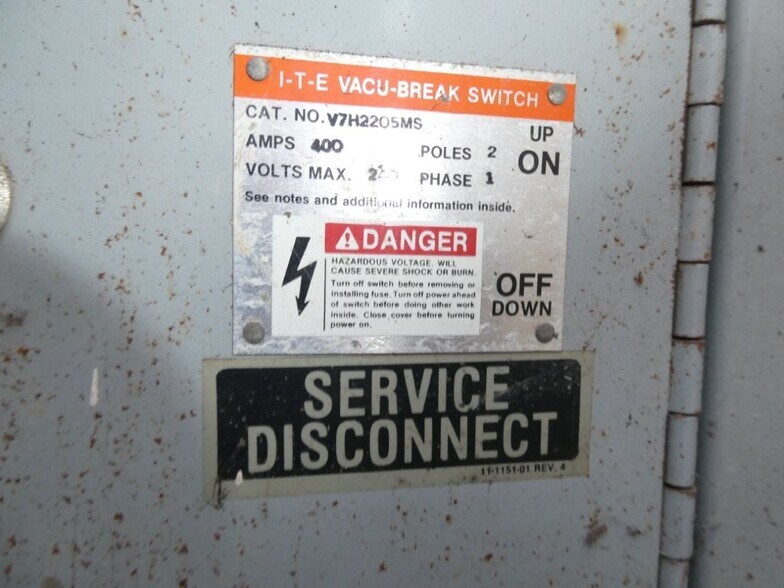 I-T-E VACU-BREAK SWITCH
CAT. NO. V7H2205MS
UP
AMPS 400 POLES 2 ON
VOLTS MAX. PHASE 1
See notes and additional information inside.
DANGER
HAZARDOUS VOLTAGE. WILL
CAUSE SEVERE SHOCK OR BURN.
Turn off switch before removing or
installing fuse. Turn off power ahead
of switch before doing other work
inside. Close cover before turning
power on.
OFF
DOWN
SERVICE
DISCONNECT
11-1151-01 REV. 4